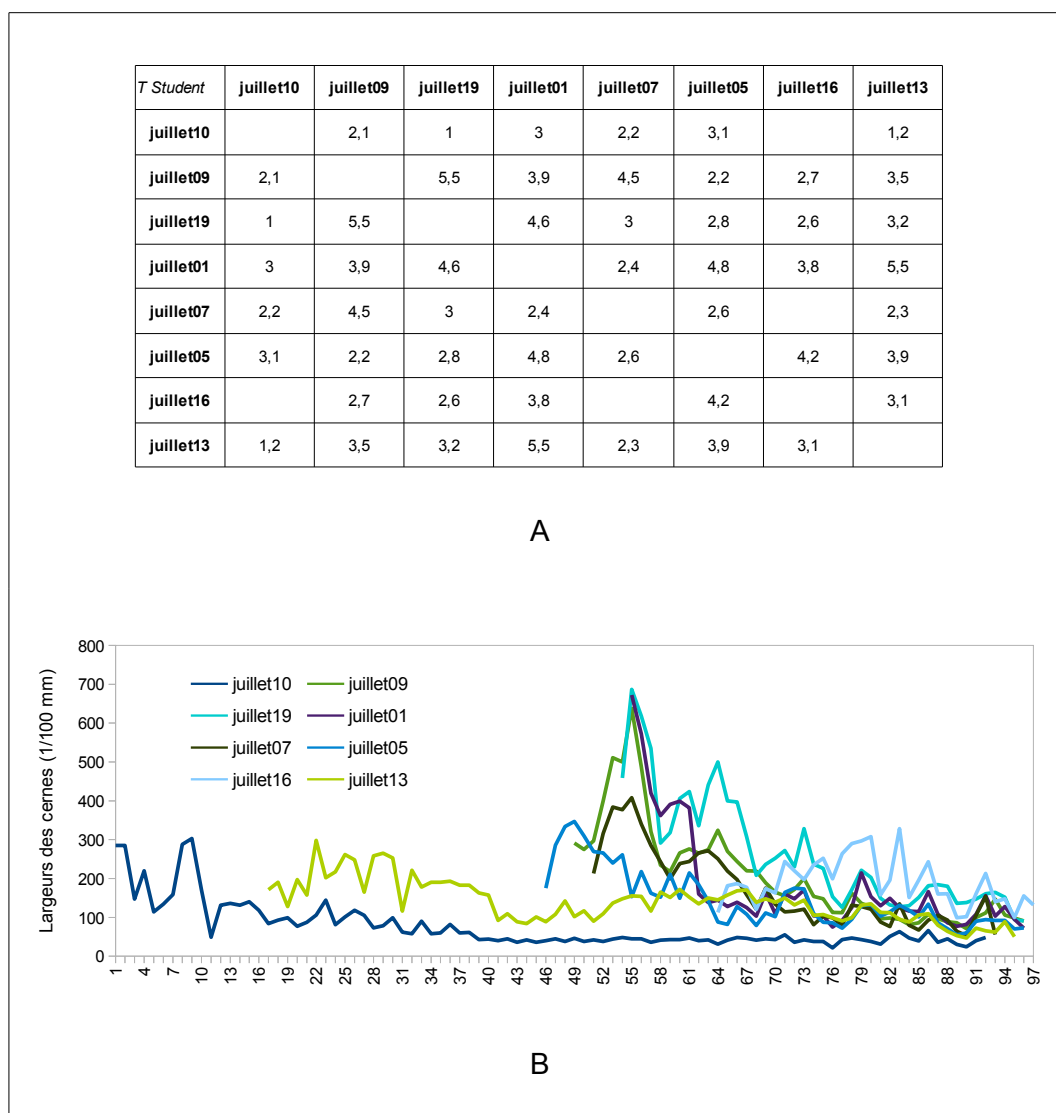 T Student juillet10 juillet09 juillet19 juillet01 juillet07 juillet05 juillet16 juillet13
juillet10 2,1 1 3 2,2 3,1 1,2
juillet09 2,1 5,5 3,9 4,5 2,2 2,7 3,5
juillet19 1 5,5 4,6 3 2,8 2,6 3,2
juillet01 3 3,9 4,6 2,4 4,8 3,8 5,5
juillet07 2,2 4,5 3 2,4 2,6 2,3
juillet05 3,1 2,2 2,8 4,8 2,6 4,2 3,9
juillet16 2,7 2,6 3,8 4,2 3,1
juillet13 1,2 3,5 3,2 5,5 2,3 3,9 3,1
A
Largeurs des cernes (1/100 mm)
800
700
600
500
400
300
200
100
0
juillet10 juillet09
juillet19 juillet01
juillet07 juillet05
juillet16 juillet13
1 4 7 10 13 16 19 22 25 28 31 34 37 40 43 46 49 52 55 58 61 64 67 70 73 76 79 82 85 88 91 94 97
B